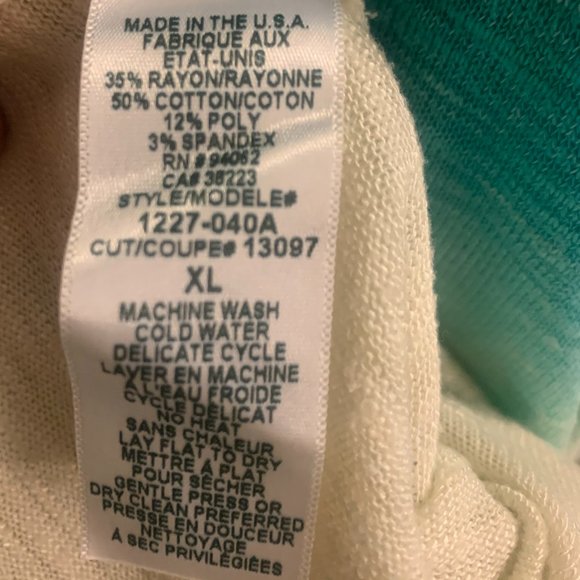 MADE IN THE U.S.A.
FABRIQUE AUX
ETAT-UNIS
35% RAYON/RAYONNE
50% COTTON/COTON
12% POLY
3% SPANDEX
RN # 94062
CA# 38223
STYLE/MODELE#
1227-040A
CUT/COUPE# 13097
XL
MACHINE WASH
COLD WATER
DELICATE CYCLE
LAVER EN MACHINE
A L'EAU FROIDE
CYCLE DELICAT
NO HEAT
SANS CHALEUR
LAY FLAT TO DRY
METTRE À PLAT
POUR SÉCHER
GENTLE PRESS OR
DRY CLEAN PREFERRED
PRESSE EN DOUCEUR
NETTOYAGE
À SEC PRIVILÉGIÉES